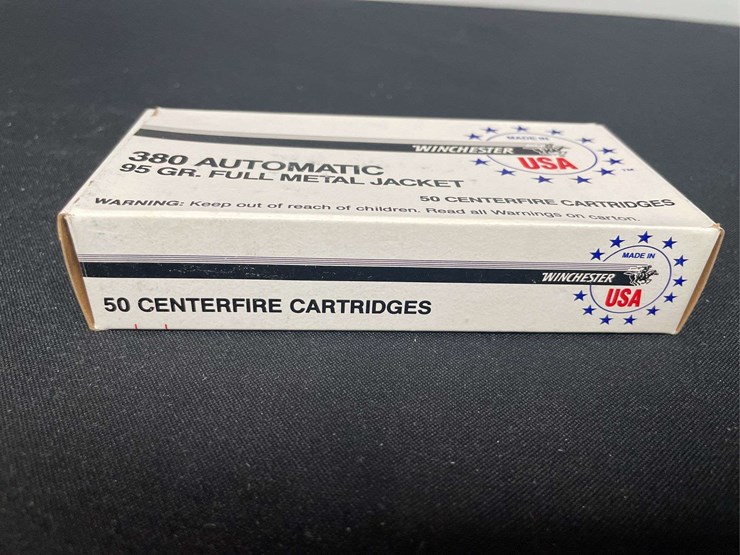 MADE IN
WINCHESTER
USA
™
380 AUTOMATIC
95 GR. FULL METAL JACKET
50 CENTERFIRE CARTRIDGES
WARNING: Keep out of reach of children. Read all Warnings on carton.
MADE IN
WINCHESTER
USA
50 CENTERFIRE CARTRIDGES